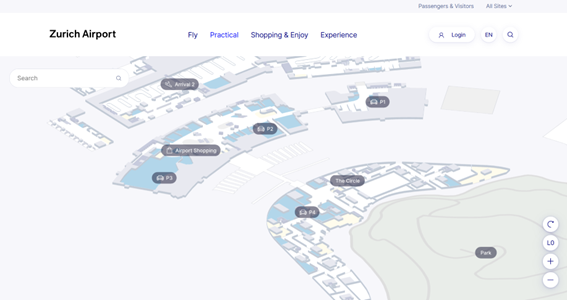 Passengers & Visitors All Sites
Zurich Airport Fly Practical Shopping & Enjoy Experience Login EN
Search
Arrival 2
P1
P2
Airport Shopping
P3
The Circle
P4
L0
Park